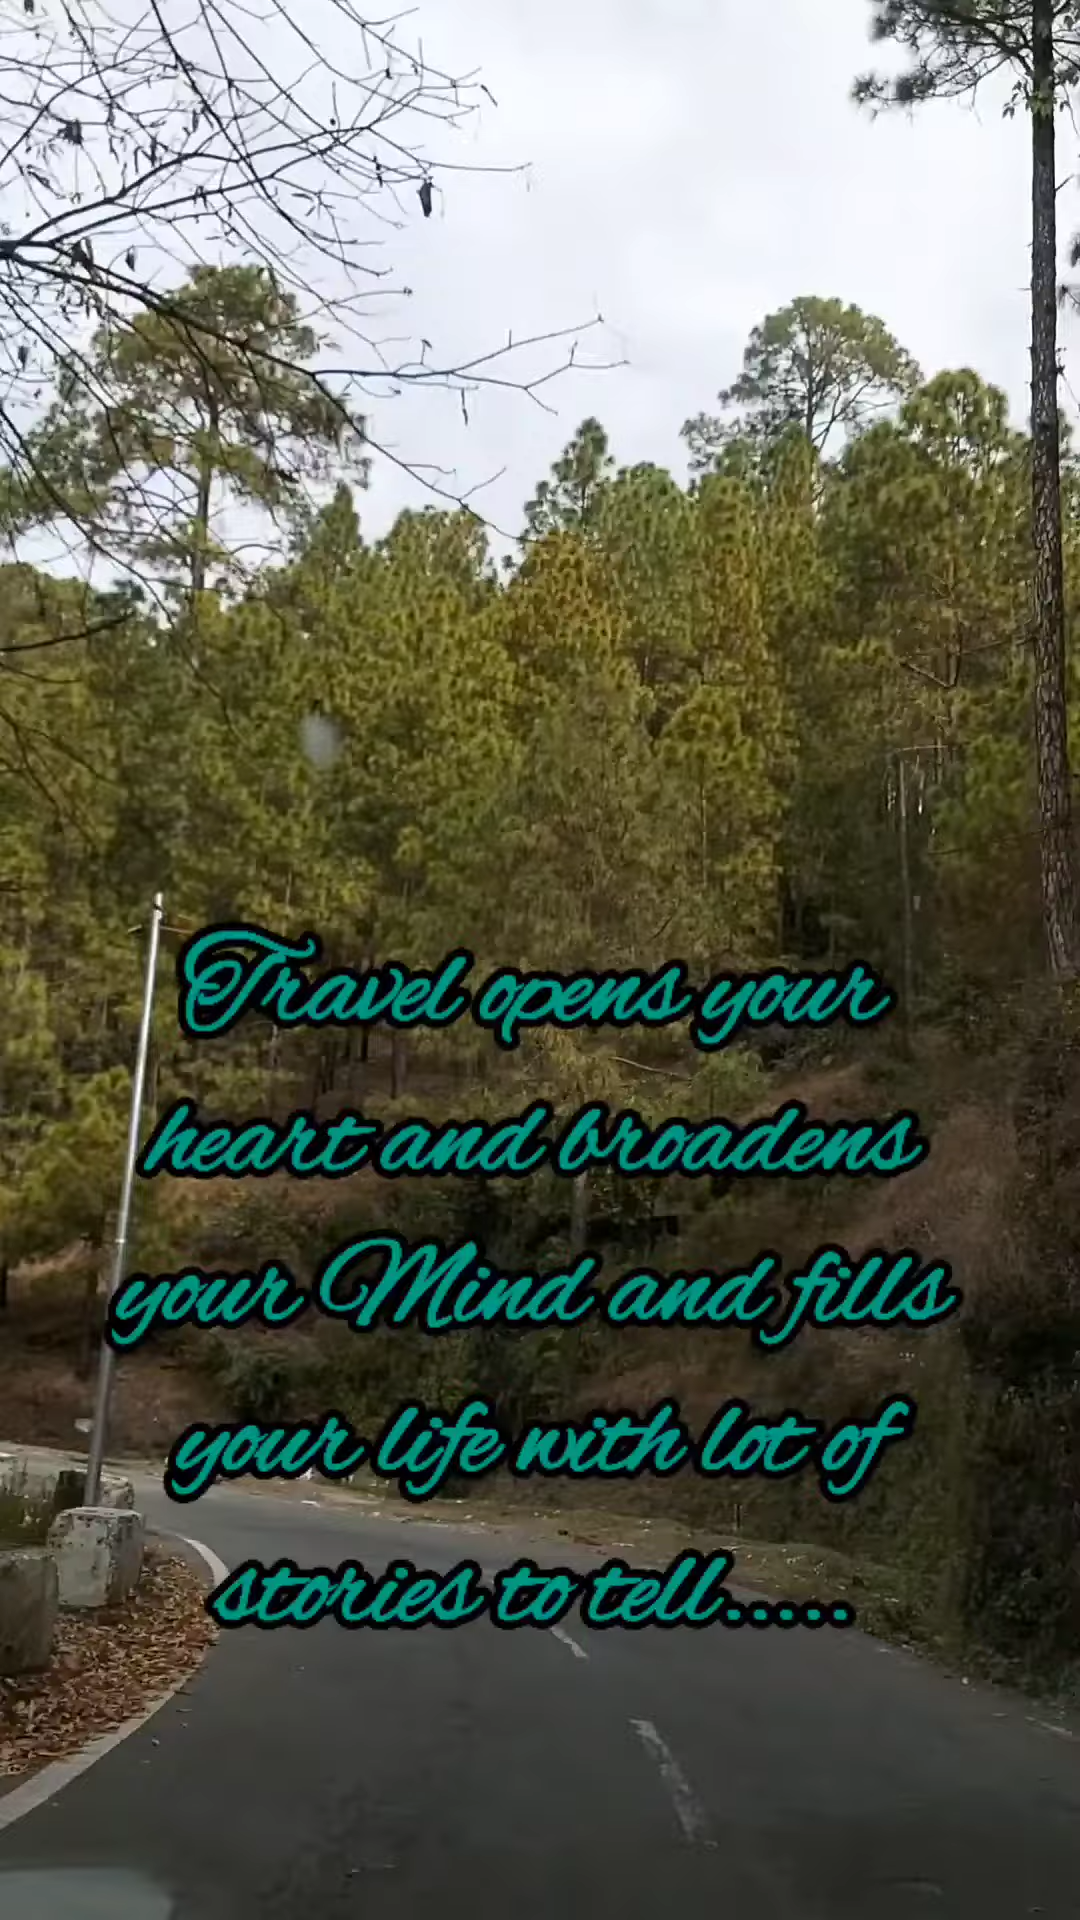 Travel opens your
heart and broadens
your Mind and fills
your life with lot of
stories to tell.....